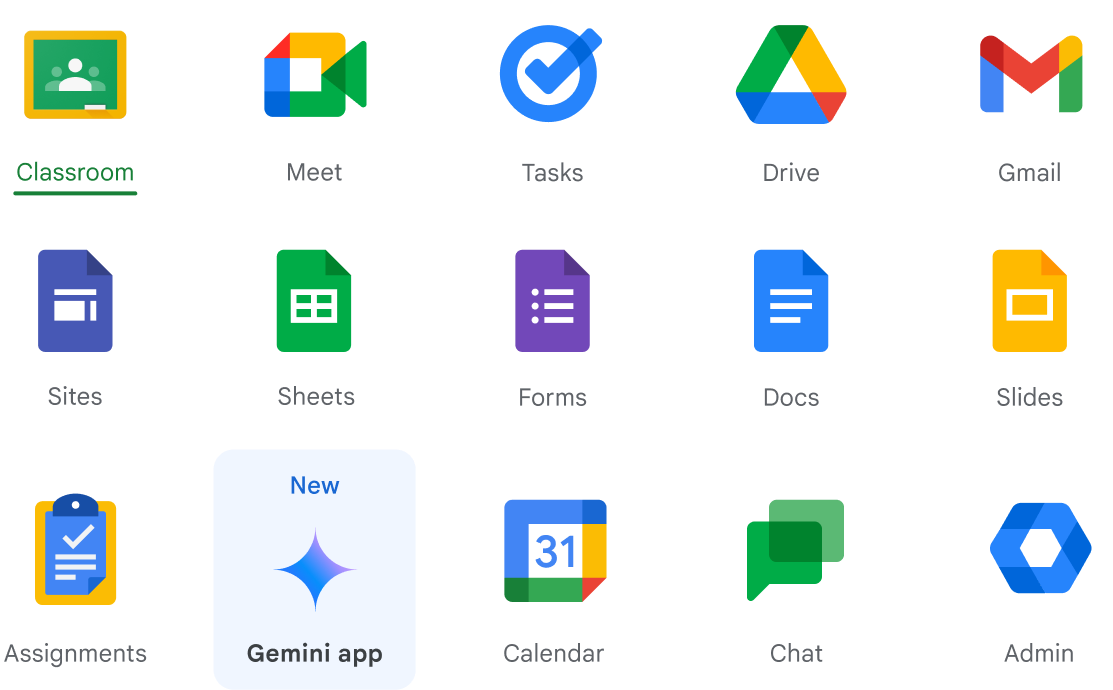 Classroom
Meet
Tasks
Drive
Gmail
Sites
Sheets
Forms
Docs
Slides
New
31
Assignments
Gemini app
Calendar
Chat
Admin